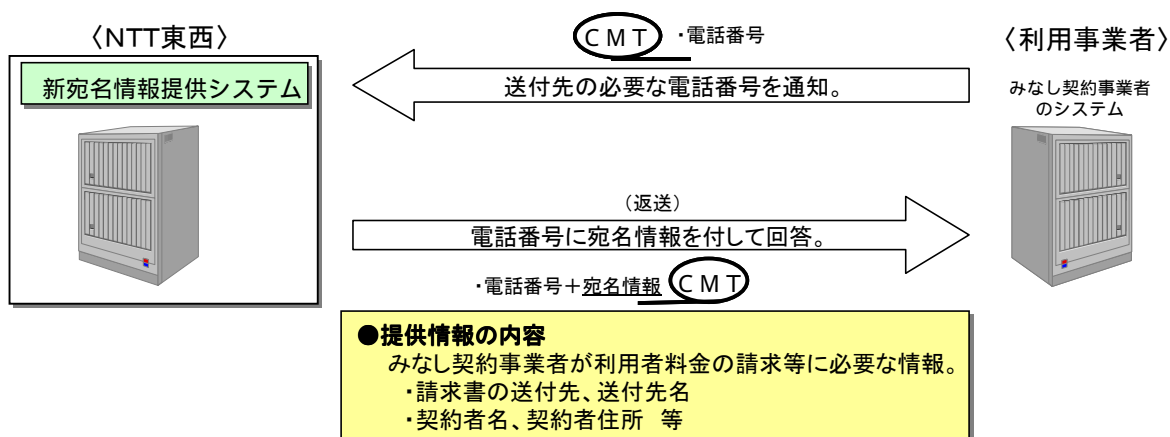 〈NTT東西〉
新宛名情報提供システム
CMT ・電話番号
送付先の必要な電話番号を通知。
〈利用事業者〉
みなし契約事業者
のシステム
（返送）
電話番号に宛名情報を付して回答。
・電話番号＋宛名情報 CMT
●提供情報の内容
みなし契約事業者が利用者料金の請求等に必要な情報。
・請求書の送付先、送付先名
・契約者名、契約者住所　等